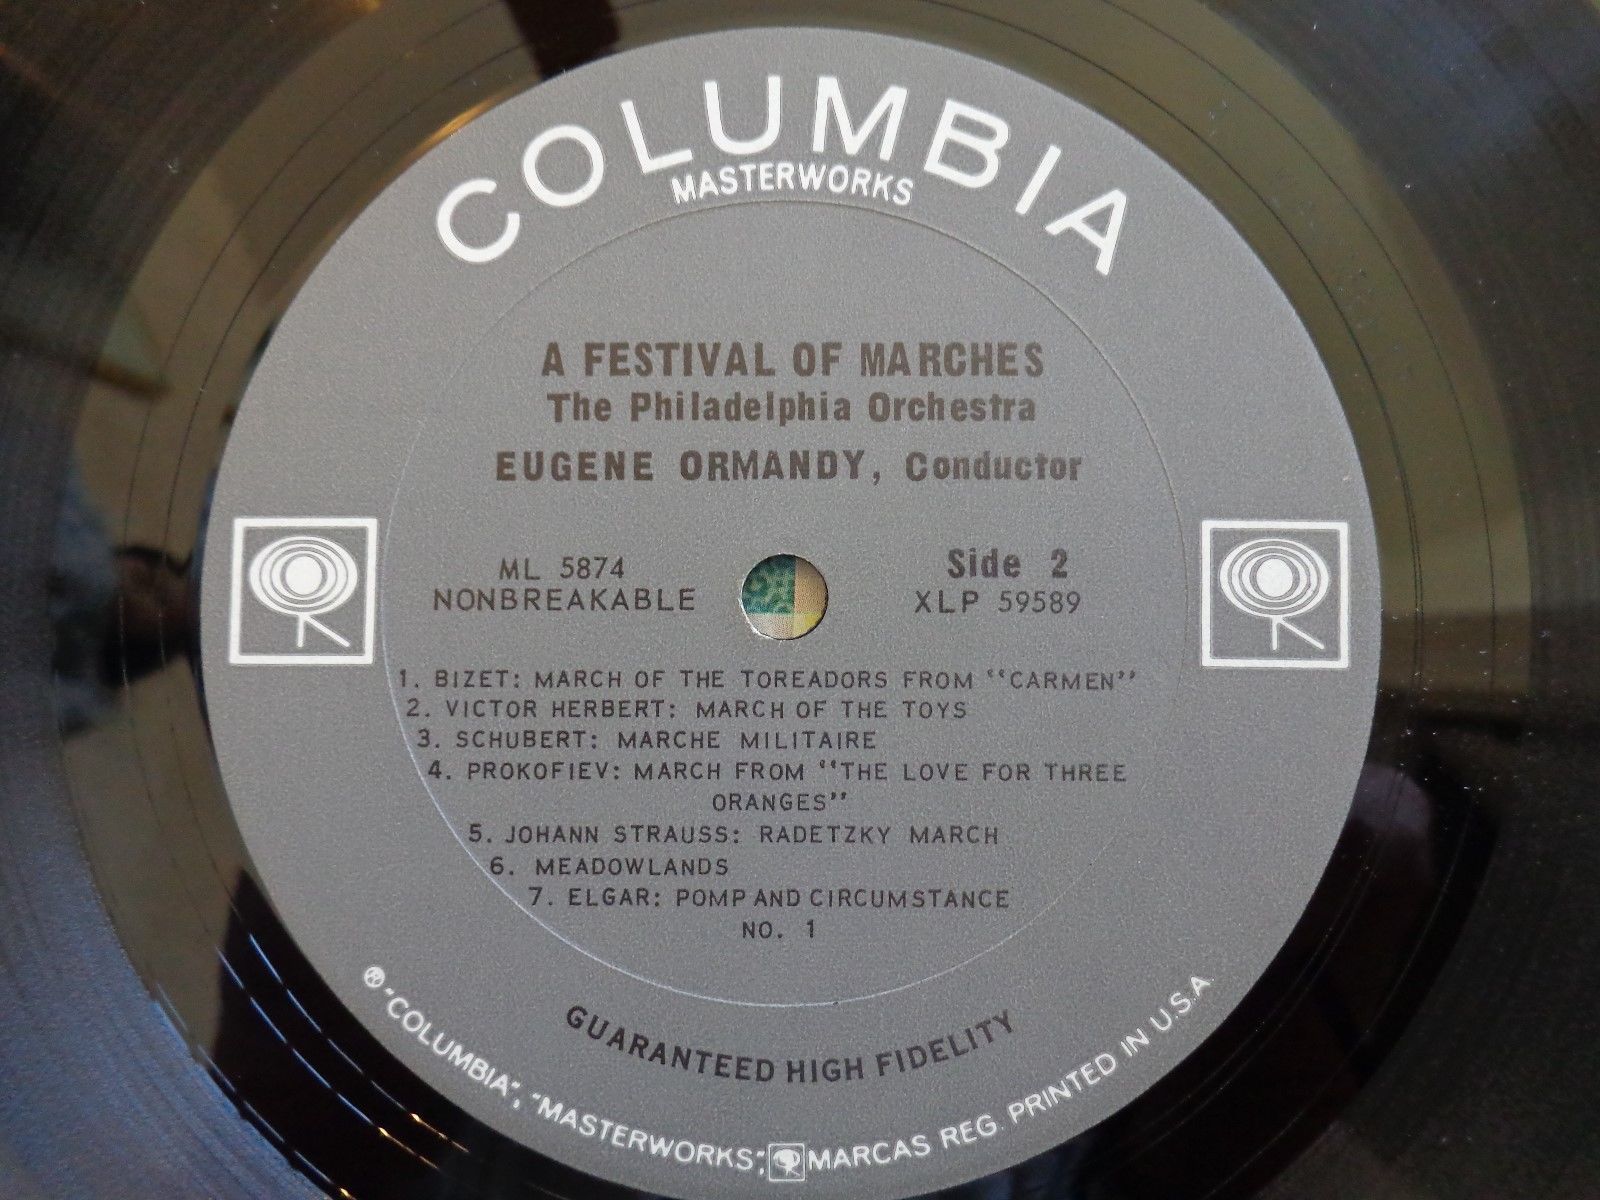 COLUMBIA
MASTERWORKS
A FESTIVAL OF MARCHES
The Philadelphia Orchestra
EUGENE ORMANDY, Conductor
ML 5874
NONBREAKABLE
Side 2
XLP 59589
1. BIZET: MARCH OF THE TOREADORS FROM "CARMEN"
2. VICTOR HERBERT: MARCH OF THE TOYS
3. SCHUBERT: MARCHE MILITAIRE
4. PROKOFIEV: MARCH FROM "THE LOVE FOR THREE
ORANGES"
5. JOHANN STRAUSS: RADETZKY MARCH
6. MEADOWLANDS
7. ELGAR: POMP AND CIRCUMSTANCE
NO. 1
GUARANTEED HIGH FIDELITY
® "COLUMBIA", "MASTERWORKS", MARCAS REG. PRINTED IN U.S.A